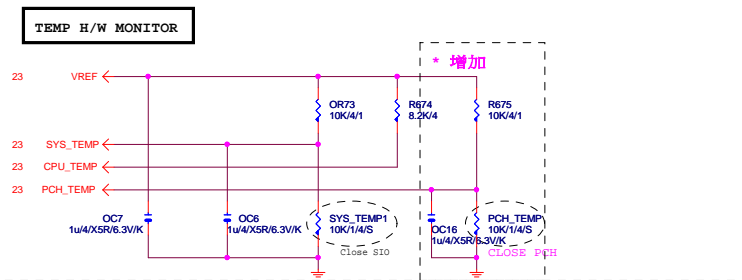 TEMP H/W MONITOR
* 增加
23 VREF
OR73
10K/4/1
R674
8.2K/4
R675
10K/4/1
23 SYS_TEMP
23 CPU_TEMP
23 PCH_TEMP
OC7
1u/4/X5R/6.3V/K
OC6
1u/4/X5R/6.3V/K
SYS_TEMP1
10K/1/4/S
Close SIO
OC16
1u/4/X5R/6.3V/K
PCH_TEMP
10K/1/4/S
CLOSE PCH